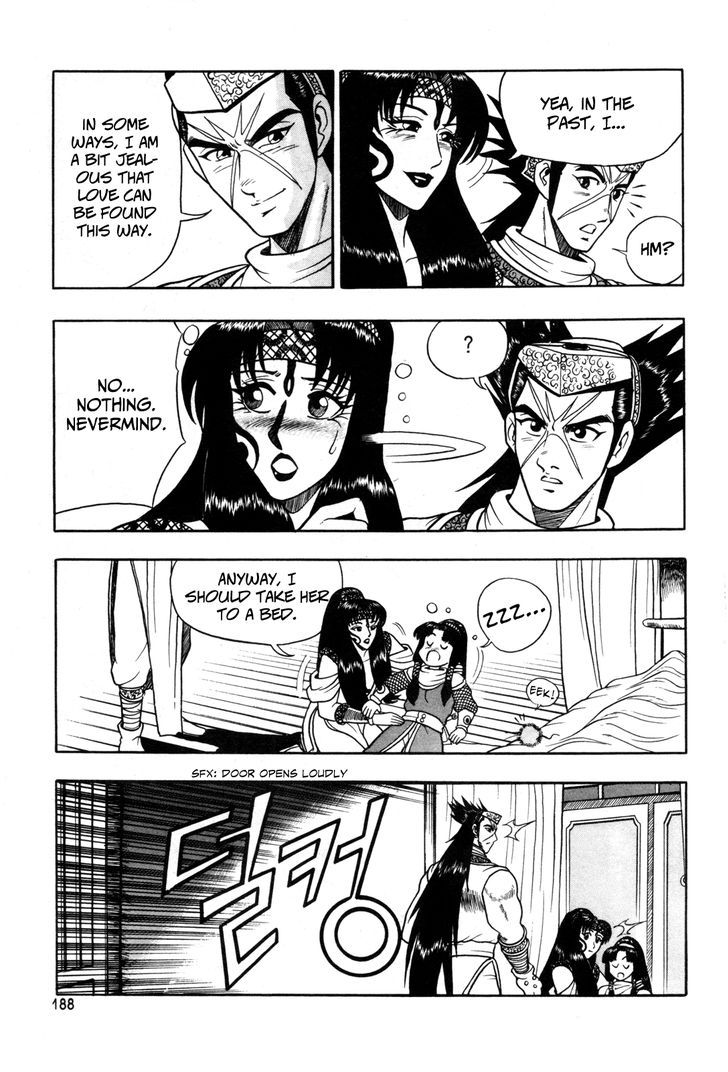 IN SOME
WAYS, I AM
A BIT JEAL-
OUS THAT
LOVE CAN
BE FOUND
THIS WAY.
YEA, IN THE
PAST, I...
HM?
NO...
NOTHING.
NEVERMIND.
?
ANYWAY, I
SHOULD TAKE HER
TO A BED.
ZZZ...
EEK!
SFX: DOOR OPENS LOUDLY
덜컹
188